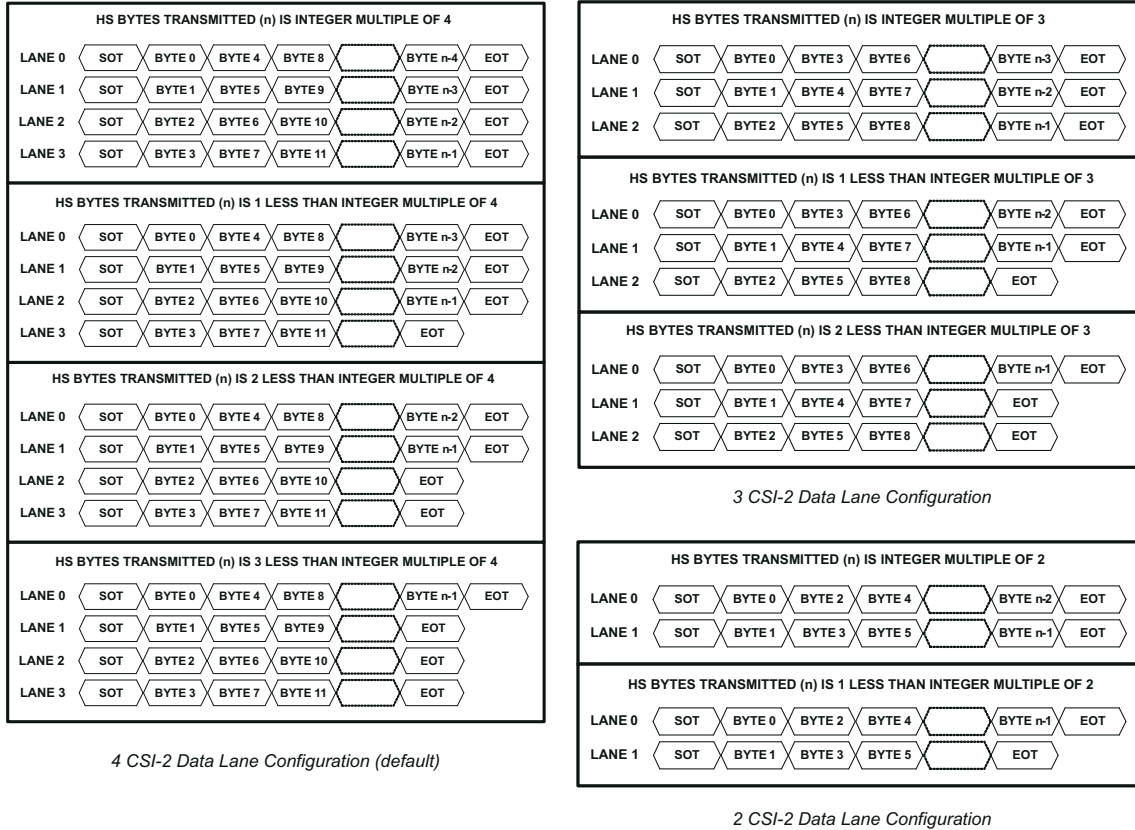 HS BYTES TRANSMITTED (n) IS INTEGER MULTIPLE OF 4
LANE 0 SOT BYTE 0 BYTE 4 BYTE 8 BYTE n-4 EOT
LANE 1 SOT BYTE 1 BYTE 5 BYTE 9 BYTE n-3 EOT
LANE 2 SOT BYTE 2 BYTE 6 BYTE 10 BYTE n-2 EOT
LANE 3 SOT BYTE 3 BYTE 7 BYTE 11 BYTE n-1 EOT
HS BYTES TRANSMITTED (n) IS 1 LESS THAN INTEGER MULTIPLE OF 4
LANE 0 SOT BYTE 0 BYTE 4 BYTE 8 BYTE n-3 EOT
LANE 1 SOT BYTE 1 BYTE 5 BYTE 9 BYTE n-2 EOT
LANE 2 SOT BYTE 2 BYTE 6 BYTE 10 BYTE n-1 EOT
LANE 3 SOT BYTE 3 BYTE 7 BYTE 11 EOT
HS BYTES TRANSMITTED (n) IS 2 LESS THAN INTEGER MULTIPLE OF 4
LANE 0 SOT BYTE 0 BYTE 4 BYTE 8 BYTE n-2 EOT
LANE 1 SOT BYTE 1 BYTE 5 BYTE 9 BYTE n-1 EOT
LANE 2 SOT BYTE 2 BYTE 6 BYTE 10 EOT
LANE 3 SOT BYTE 3 BYTE 7 BYTE 11 EOT
HS BYTES TRANSMITTED (n) IS 3 LESS THAN INTEGER MULTIPLE OF 4
LANE 0 SOT BYTE 0 BYTE 4 BYTE 8 BYTE n-1 EOT
LANE 1 SOT BYTE 1 BYTE 5 BYTE 9 EOT
LANE 2 SOT BYTE 2 BYTE 6 BYTE 10 EOT
LANE 3 SOT BYTE 3 BYTE 7 BYTE 11 EOT
4 CSI-2 Data Lane Configuration (default)
HS BYTES TRANSMITTED (n) IS INTEGER MULTIPLE OF 3
LANE 0 SOT BYTE 0 BYTE 3 BYTE 6 BYTE n-3 EOT
LANE 1 SOT BYTE 1 BYTE 4 BYTE 7 BYTE n-2 EOT
LANE 2 SOT BYTE 2 BYTE 5 BYTE 8 BYTE n-1 EOT
HS BYTES TRANSMITTED (n) IS 1 LESS THAN INTEGER MULTIPLE OF 3
LANE 0 SOT BYTE 0 BYTE 3 BYTE 6 BYTE n-2 EOT
LANE 1 SOT BYTE 1 BYTE 4 BYTE 7 BYTE n-1 EOT
LANE 2 SOT BYTE 2 BYTE 5 BYTE 8 EOT
HS BYTES TRANSMITTED (n) IS 2 LESS THAN INTEGER MULTIPLE OF 3
LANE 0 SOT BYTE 0 BYTE 3 BYTE 6 BYTE n-1 EOT
LANE 1 SOT BYTE 1 BYTE 4 BYTE 7 EOT
LANE 2 SOT BYTE 2 BYTE 5 BYTE 8 EOT
3 CSI-2 Data Lane Configuration
HS BYTES TRANSMITTED (n) IS INTEGER MULTIPLE OF 2
LANE 0 SOT BYTE 0 BYTE 2 BYTE 4 BYTE n-2 EOT
LANE 1 SOT BYTE 1 BYTE 3 BYTE 5 BYTE n-1 EOT
HS BYTES TRANSMITTED (n) IS 1 LESS THAN INTEGER MULTIPLE OF 2
LANE 0 SOT BYTE 0 BYTE 2 BYTE 4 BYTE n-1 EOT
LANE 1 SOT BYTE 1 BYTE 3 BYTE 5 EOT
2 CSI-2 Data Lane Configuration